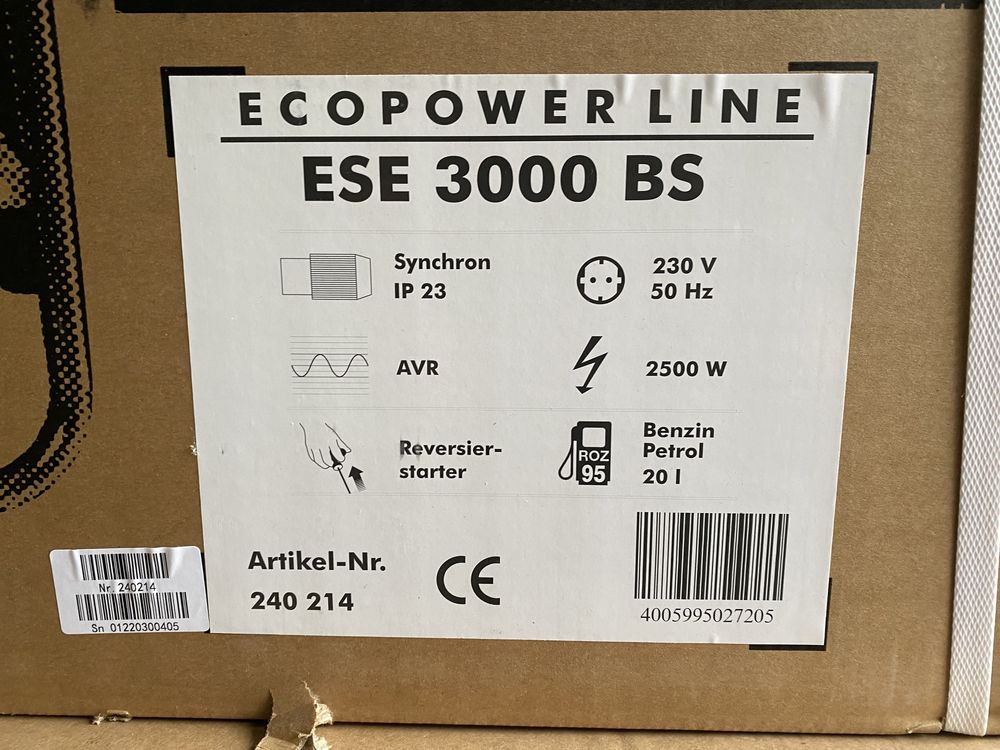 ECOPOWER LINE
ESE 3000 BS
Synchron
IP 23
230 V
50 Hz
AVR
2500 W
Reversier-
starter
ROZ
95
Benzin
Petrol
20 l
Artikel-Nr.
240 214
CE
4005995027205
Nr. 240214
Sn 01220300405